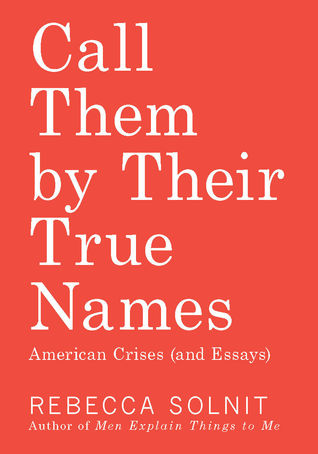 Call
Them
by Their
True
Names
American Crises (and Essays)
REBECCA SOLNIT
Author of Men Explain Things to Me